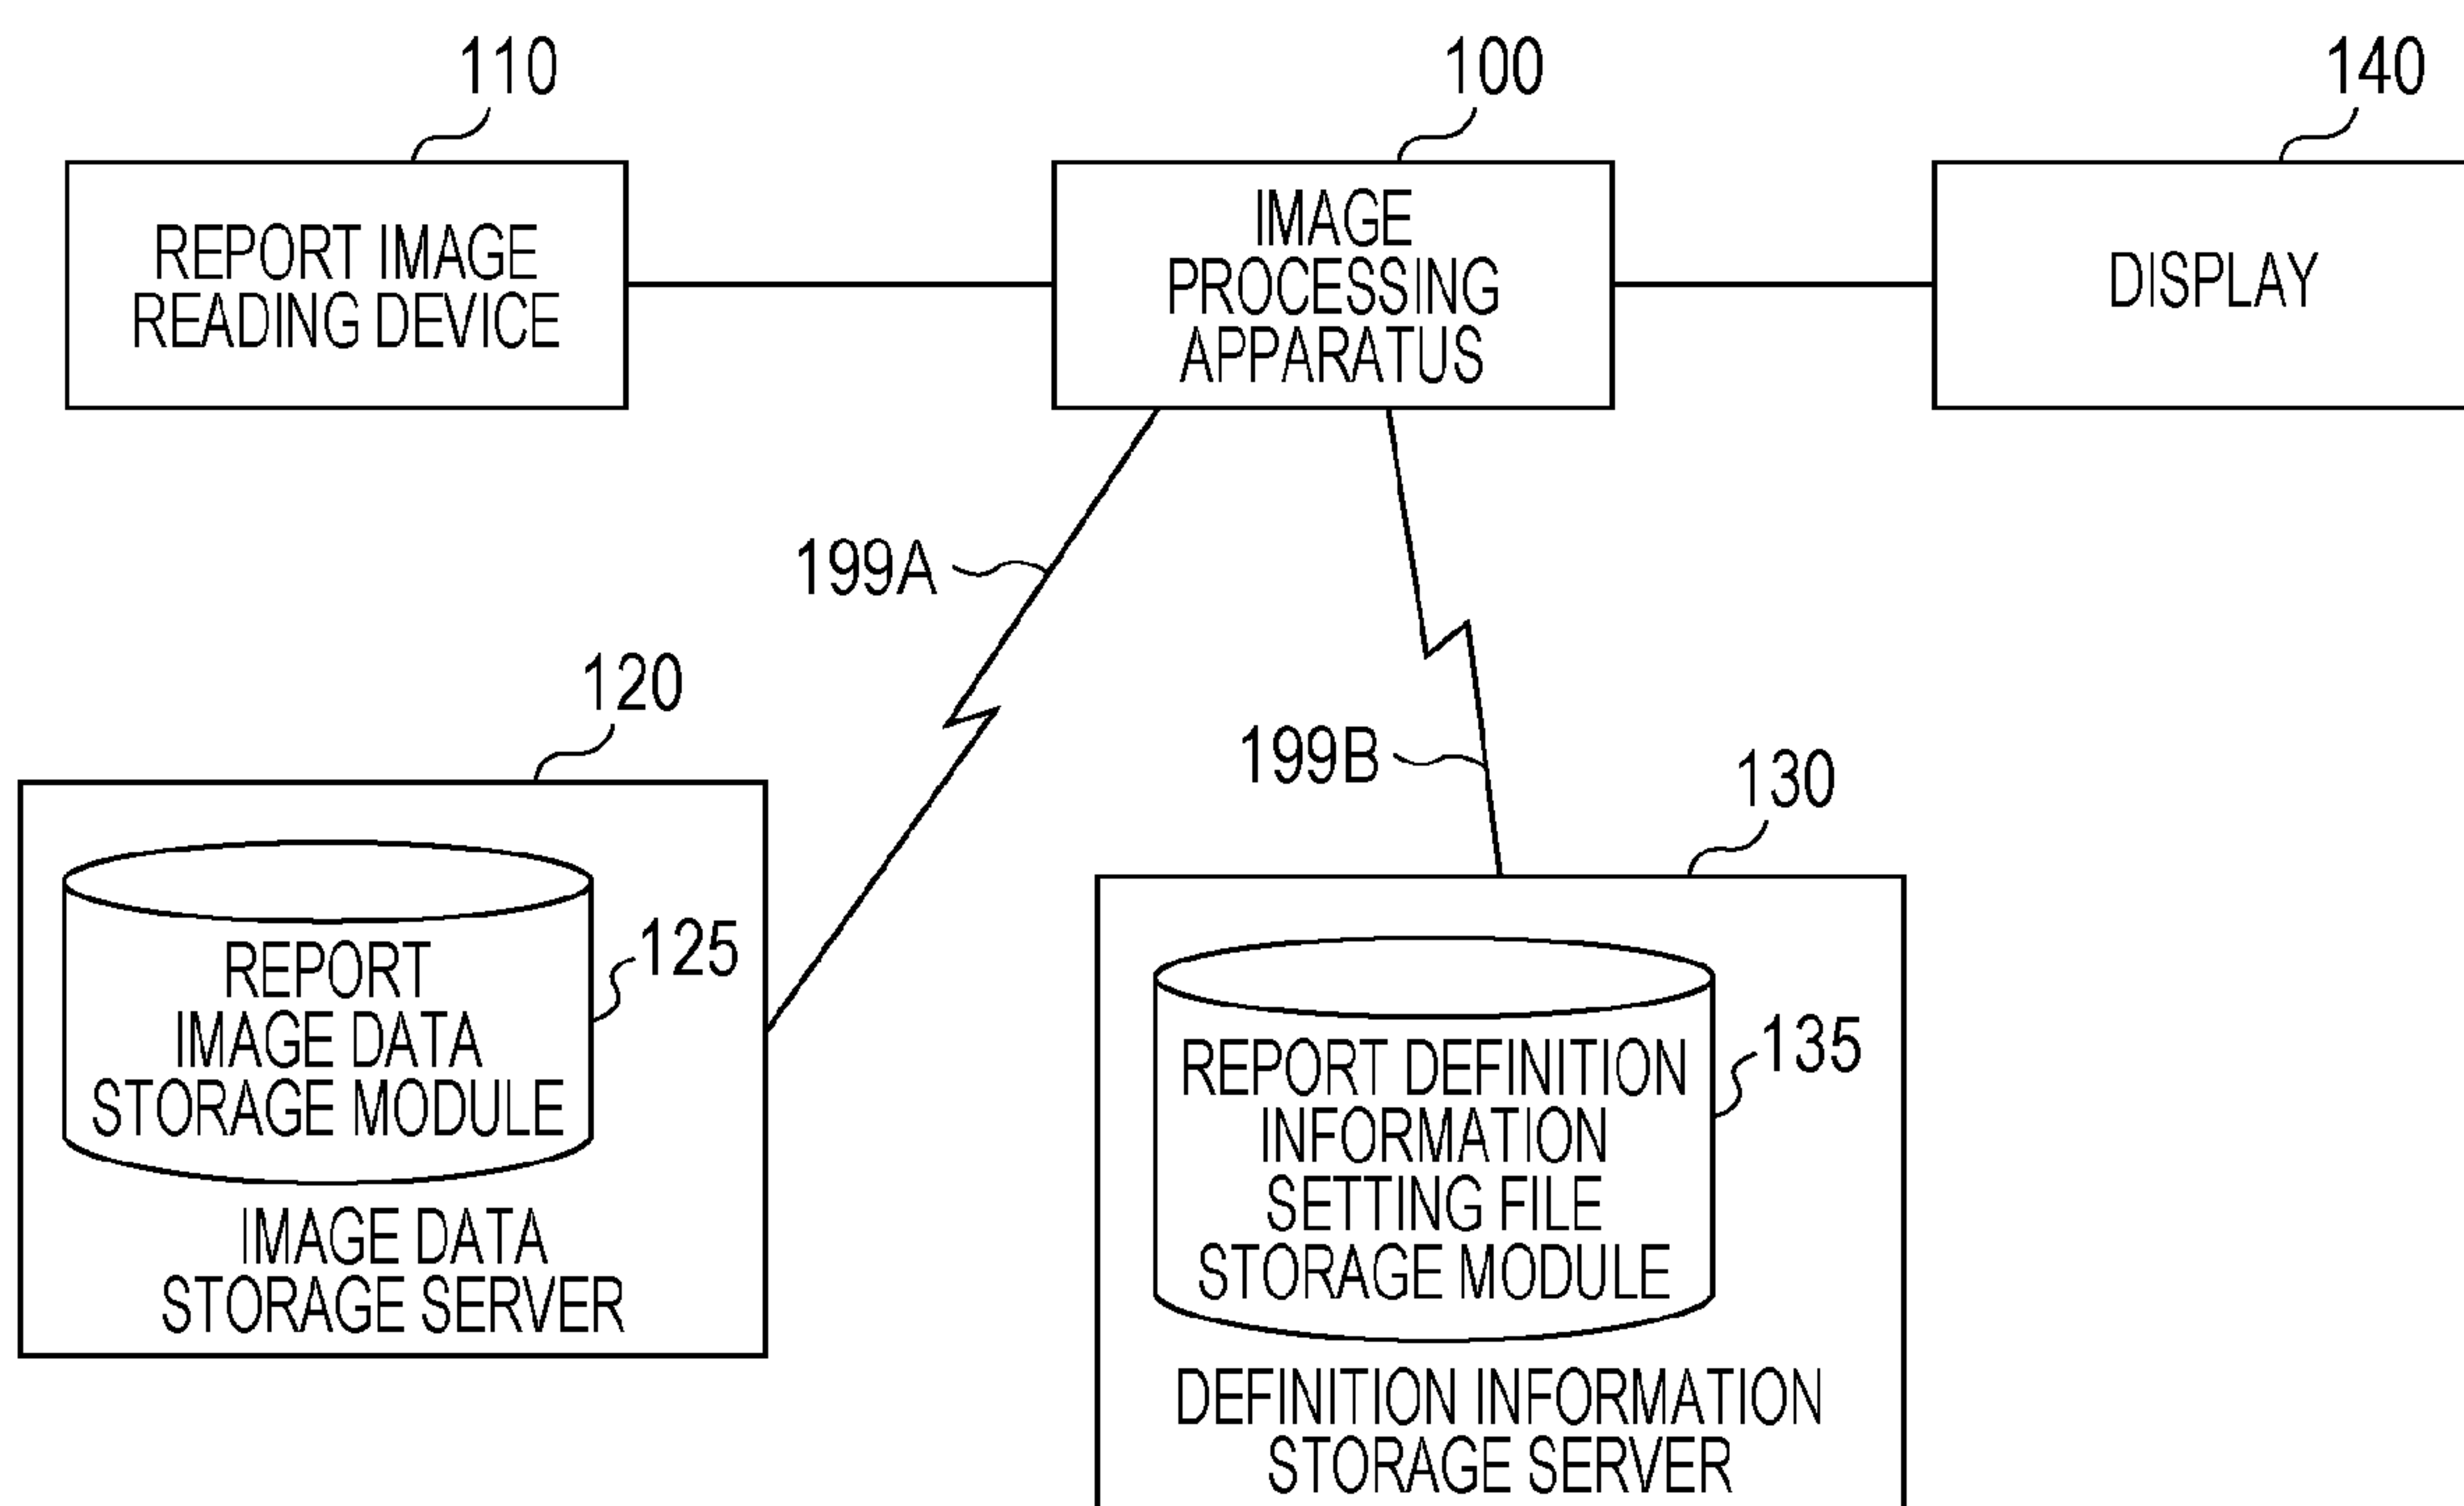 110
100
140
REPORT IMAGE
READING DEVICE
IMAGE
PROCESSING
APPARATUS
DISPLAY
199A
199B
120
130
REPORT
IMAGE DATA
STORAGE MODULE
125
IMAGE DATA
STORAGE SERVER
REPORT DEFINITION
INFORMATION
SETTING FILE
STORAGE MODULE
135
DEFINITION INFORMATION
STORAGE SERVER